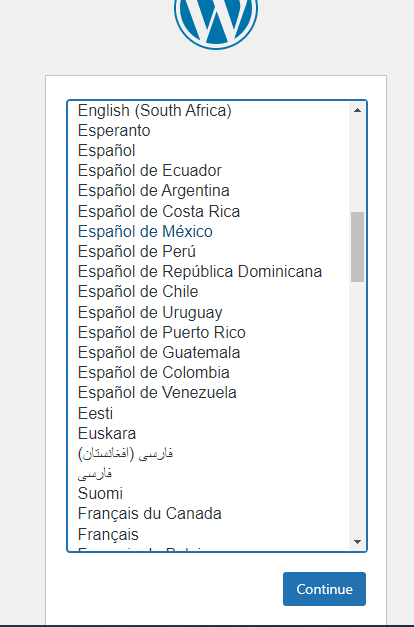 English (South Africa)
Esperanto
Español
Español de Ecuador
Español de Argentina
Español de Costa Rica
Español de México
Español de Perú
Español de República Dominicana
Español de Chile
Español de Uruguay
Español de Puerto Rico
Español de Guatemala
Español de Colombia
Español de Venezuela
Eesti
Euskara
فارسی (افغانستان)
فارسی
Suomi
Français du Canada
Français
Continue